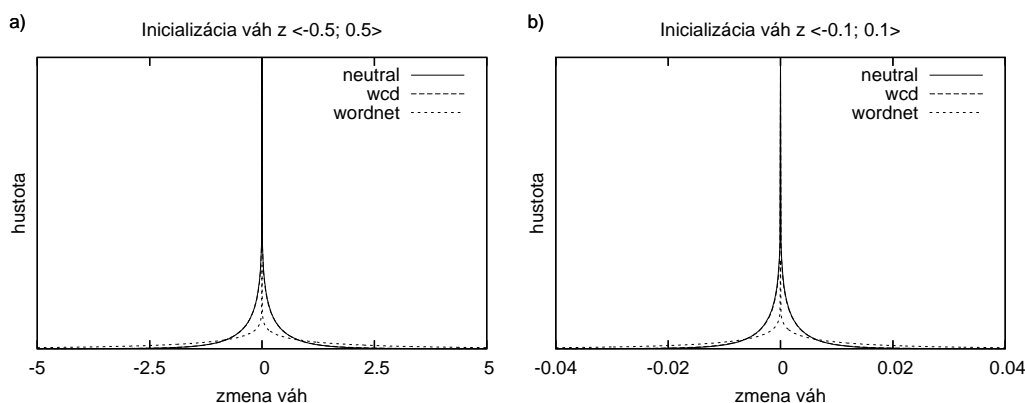 a)
Inicializácia váh z <-0.5; 0.5>
neutral
wcd
wordnet
hustota
-5 -2.5 0 2.5 5
zmena váh
b)
Inicializácia váh z <-0.1; 0.1>
neutral
wcd
wordnet
hustota
-0.04 -0.02 0 0.02 0.04
zmena váh